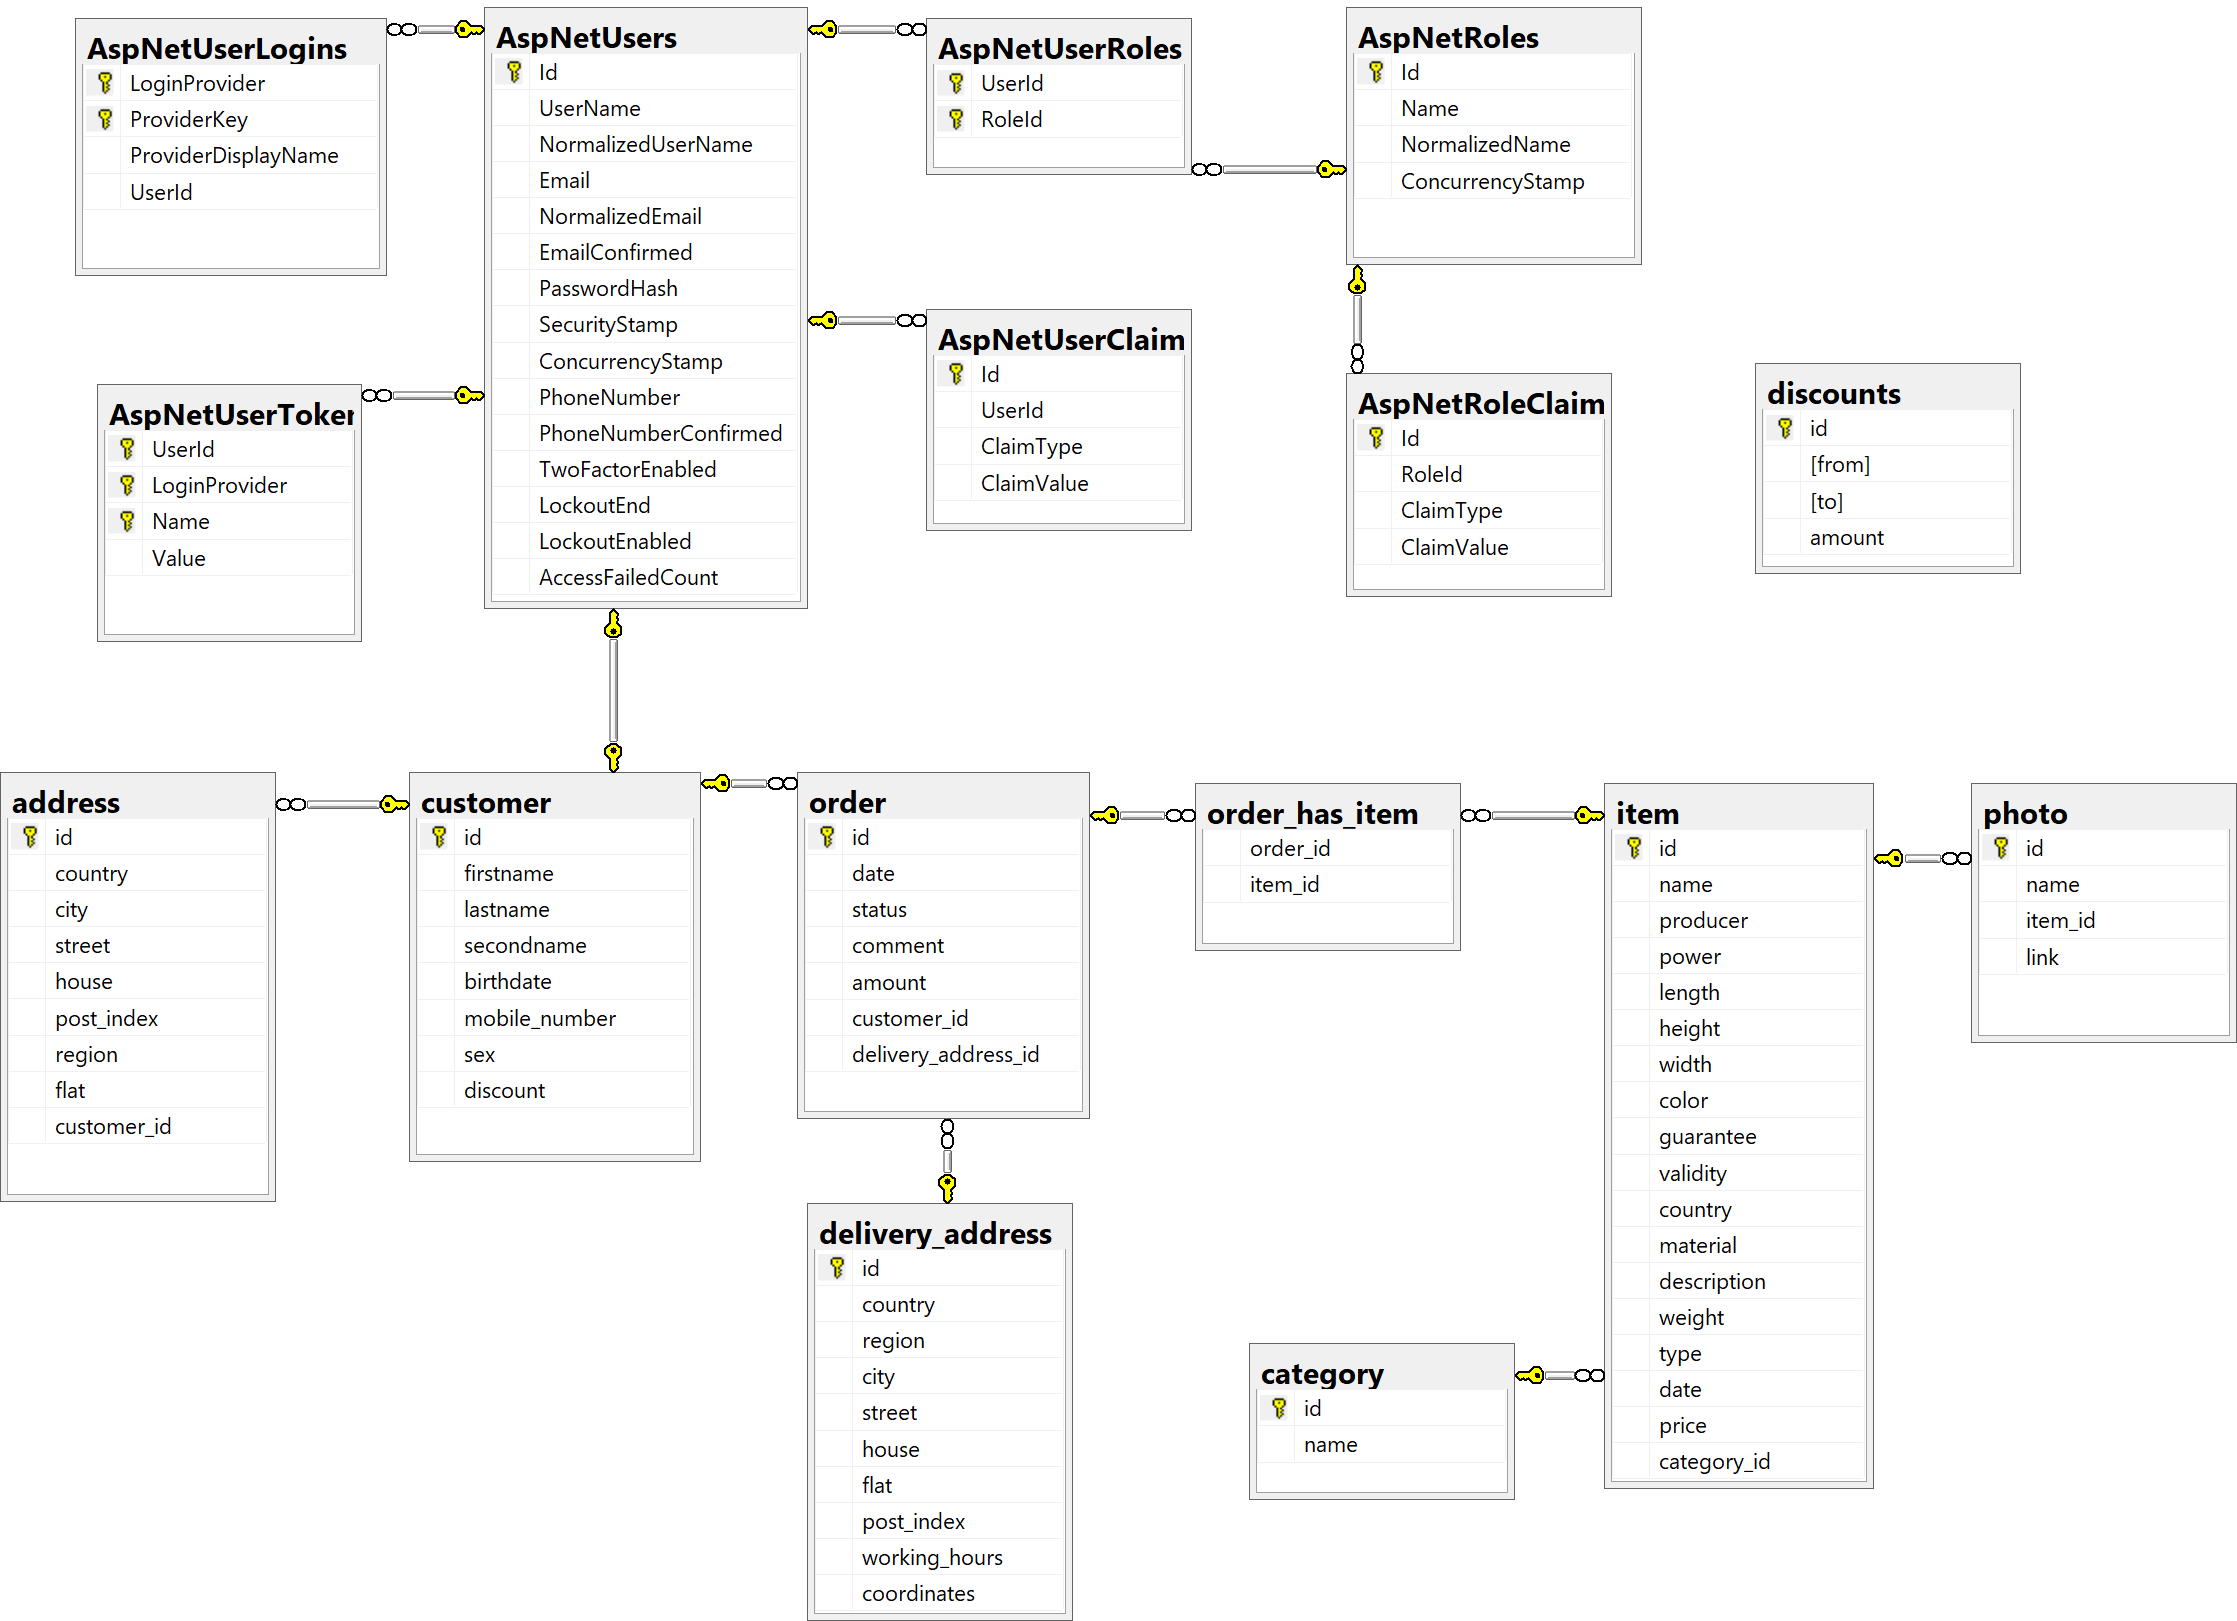 AspNetUserLogins
LoginProvider
ProviderKey
ProviderDisplayName
UserId
AspNetUsers
Id
UserName
NormalizedUserName
Email
NormalizedEmail
EmailConfirmed
PasswordHash
SecurityStamp
ConcurrencyStamp
PhoneNumber
PhoneNumberConfirmed
TwoFactorEnabled
LockoutEnd
LockoutEnabled
AccessFailedCount
AspNetUserRoles
UserId
RoleId
AspNetRoles
Id
Name
NormalizedName
ConcurrencyStamp
AspNetUserClaim
Id
UserId
ClaimType
ClaimValue
AspNetRoleClaim
Id
RoleId
ClaimType
ClaimValue
discounts
id
[from]
[to]
amount
AspNetUserToker
UserId
LoginProvider
Name
Value
address
id
country
city
street
house
post_index
region
flat
customer_id
customer
id
firstname
lastname
secondname
birthdate
mobile_number
sex
discount
order
id
date
status
comment
amount
customer_id
delivery_address_id
order_has_item
order_id
item_id
item
id
name
producer
power
length
height
width
color
guarantee
validity
country
material
description
weight
type
date
price
category_id
photo
id
name
item_id
link
delivery_address
id
country
region
city
street
house
flat
post_index
working_hours
coordinates
category
id
name